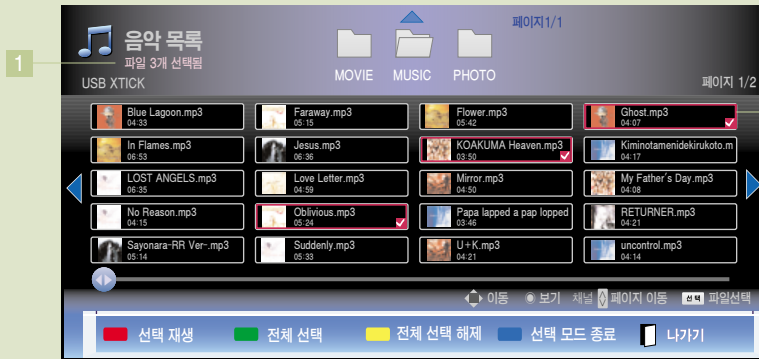 1
음악 목록
파일 3개 선택됨
USB XTICK
MOVIE MUSIC PHOTO
페이지1/1
페이지 1/2
Blue Lagoon.mp3
04:33
Faraway.mp3
05:15
Flower.mp3
05:42
Ghost.mp3
04:07
In Flames.mp3
06:53
Jesus.mp3
06:36
KOAKUMA Heaven.mp3
03:50
Kiminotamenidekirukoto.m
04:17
LOST ANGELS.mp3
06:35
Love Letter.mp3
04:59
Mirror.mp3
04:50
My Father's Day.mp3
04:08
No Reason.mp3
04:15
Oblivious.mp3
05:24
Papa lapped a pap lopped
03:46
RETURNER.mp3
04:21
Sayonara-RR Ver-.mp3
05:14
Suddenly.mp3
05:33
U+K.mp3
04:21
uncontrol.mp3
04:14
이동 보기 채널 페이지 이동 선택 파일선택
선택 재생 전체 선택 전체 선택 해제 선택 모드 종료 나가기